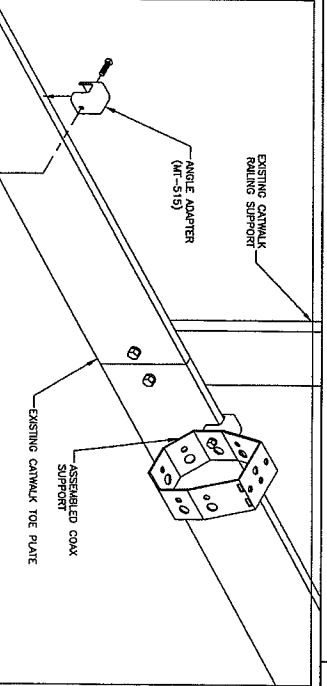 EXISTING CATWALK
RAILING SUPPORT
ANGLE ADAPTER
(MT-515)
ASSEMBLED COAX
SUPPORT
EXISTING CATWALK TOE PLATE